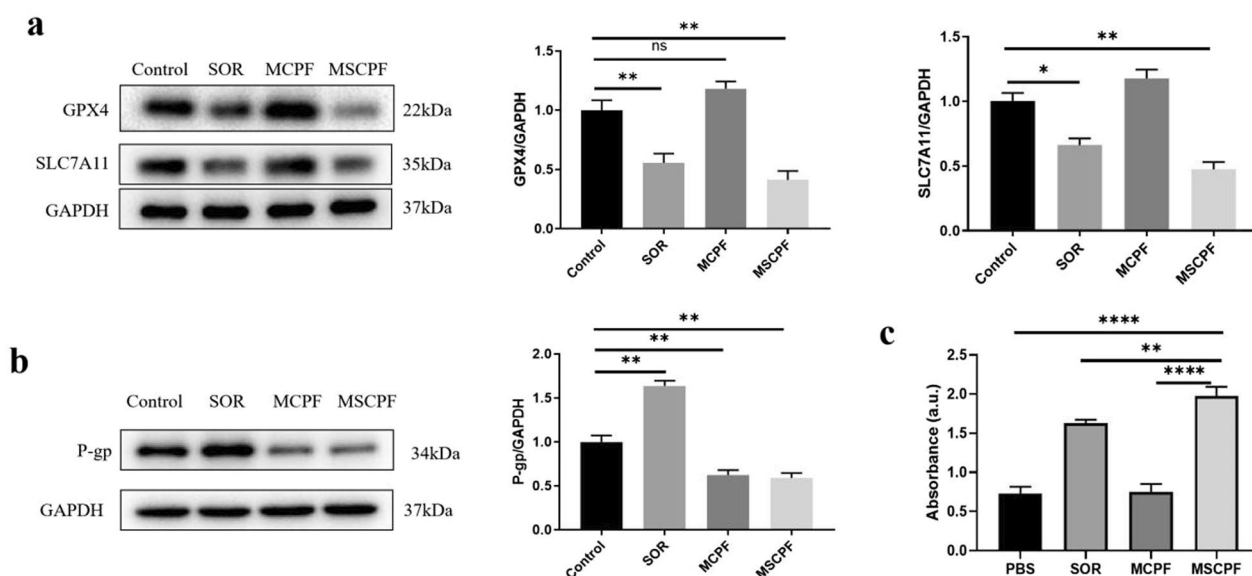 a
Control SOR MCPF MSCPF
GPX4 22kDa
SLC7A11 35kDa
GAPDH 37kDa
GPX4/GAPDH
1.5
1.0
0.5
0.0
**
ns
**
Control SOR MCPF MSCPF
SLC7A11/GAPDH
1.5
1.0
0.5
0.0
**
*
Control SOR MCPF MSCPF
b
Control SOR MCPF MSCPF
P-gp 34kDa
GAPDH 37kDa
P-gp/GAPDH
2.0
1.5
1.0
0.5
0.0
**
**
**
Control SOR MCPF MSCPF
c
Absorbance (a.u.)
2.5
2.0
1.5
1.0
0.5
0.0
****
**
****
PBS SOR MCPF MSCPF